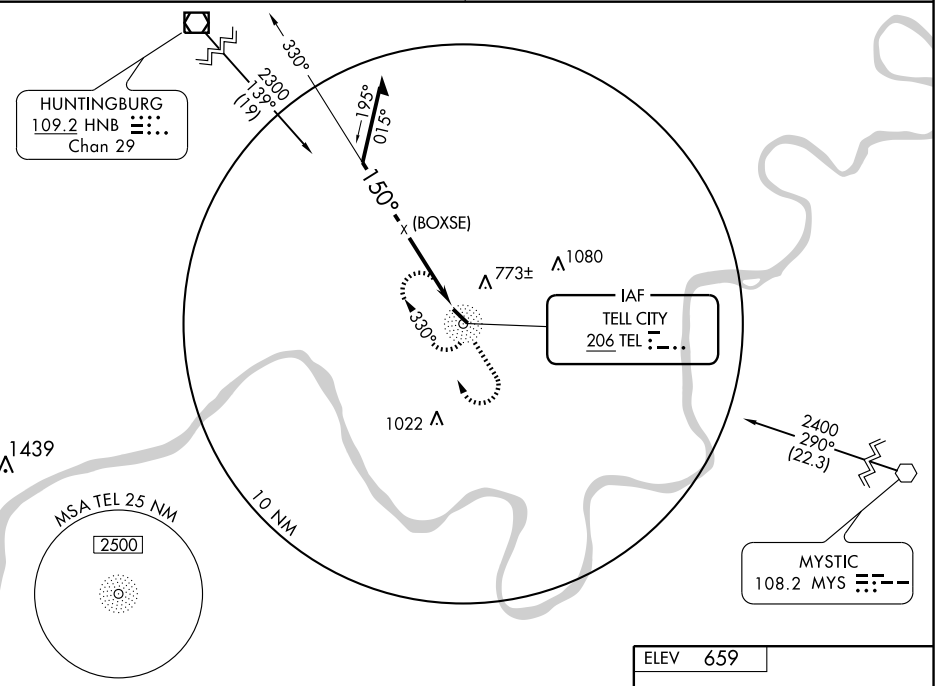 HUNTINGBURG
109.2 HNB
Chan 29
2300
139°
(19)
330°
195°
015°
150°
(BOXSE)
773±
1080
IAF
TELL CITY
206 TEL
330°
1022
1439
10 NM
MSA TEL 25 NM
2500
2400
290°
(22.3)
MYSTIC
108.2 MYS
ELEV 659